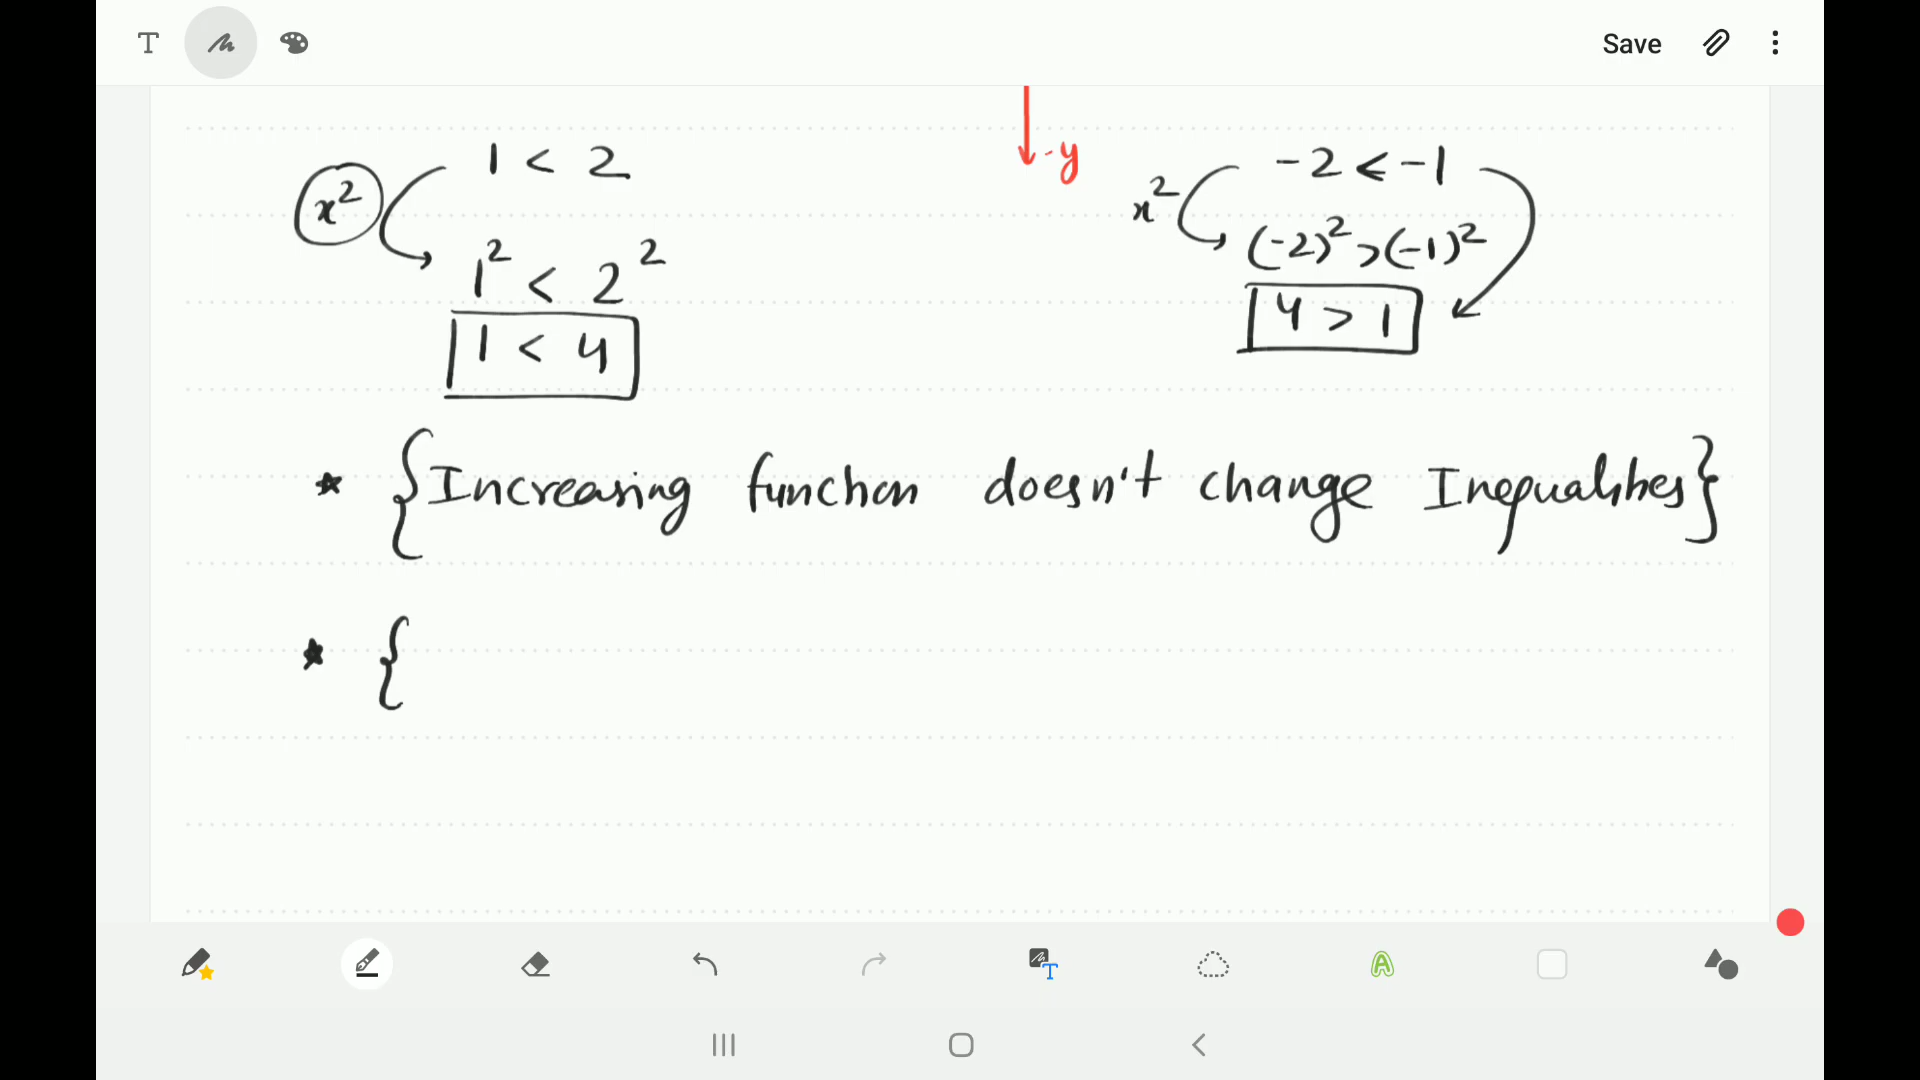 Save
-y
1 < 2
x²
1² < 2²
1 < 4
-2 < -1
x²
(-2)² > (-1)²
4 > 1
* {Increasing function doesn't change Inequalities}
* {